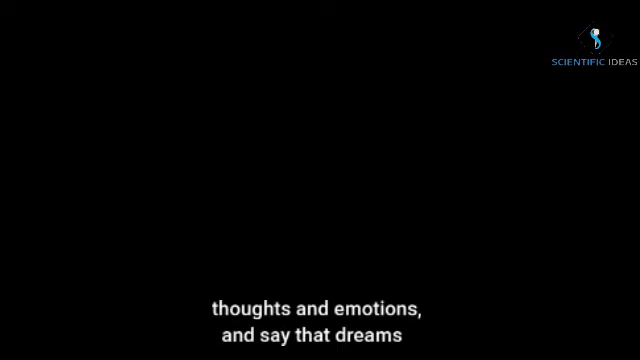 SCIENTIFIC IDEAS
thoughts and emotions,
and say that dreams